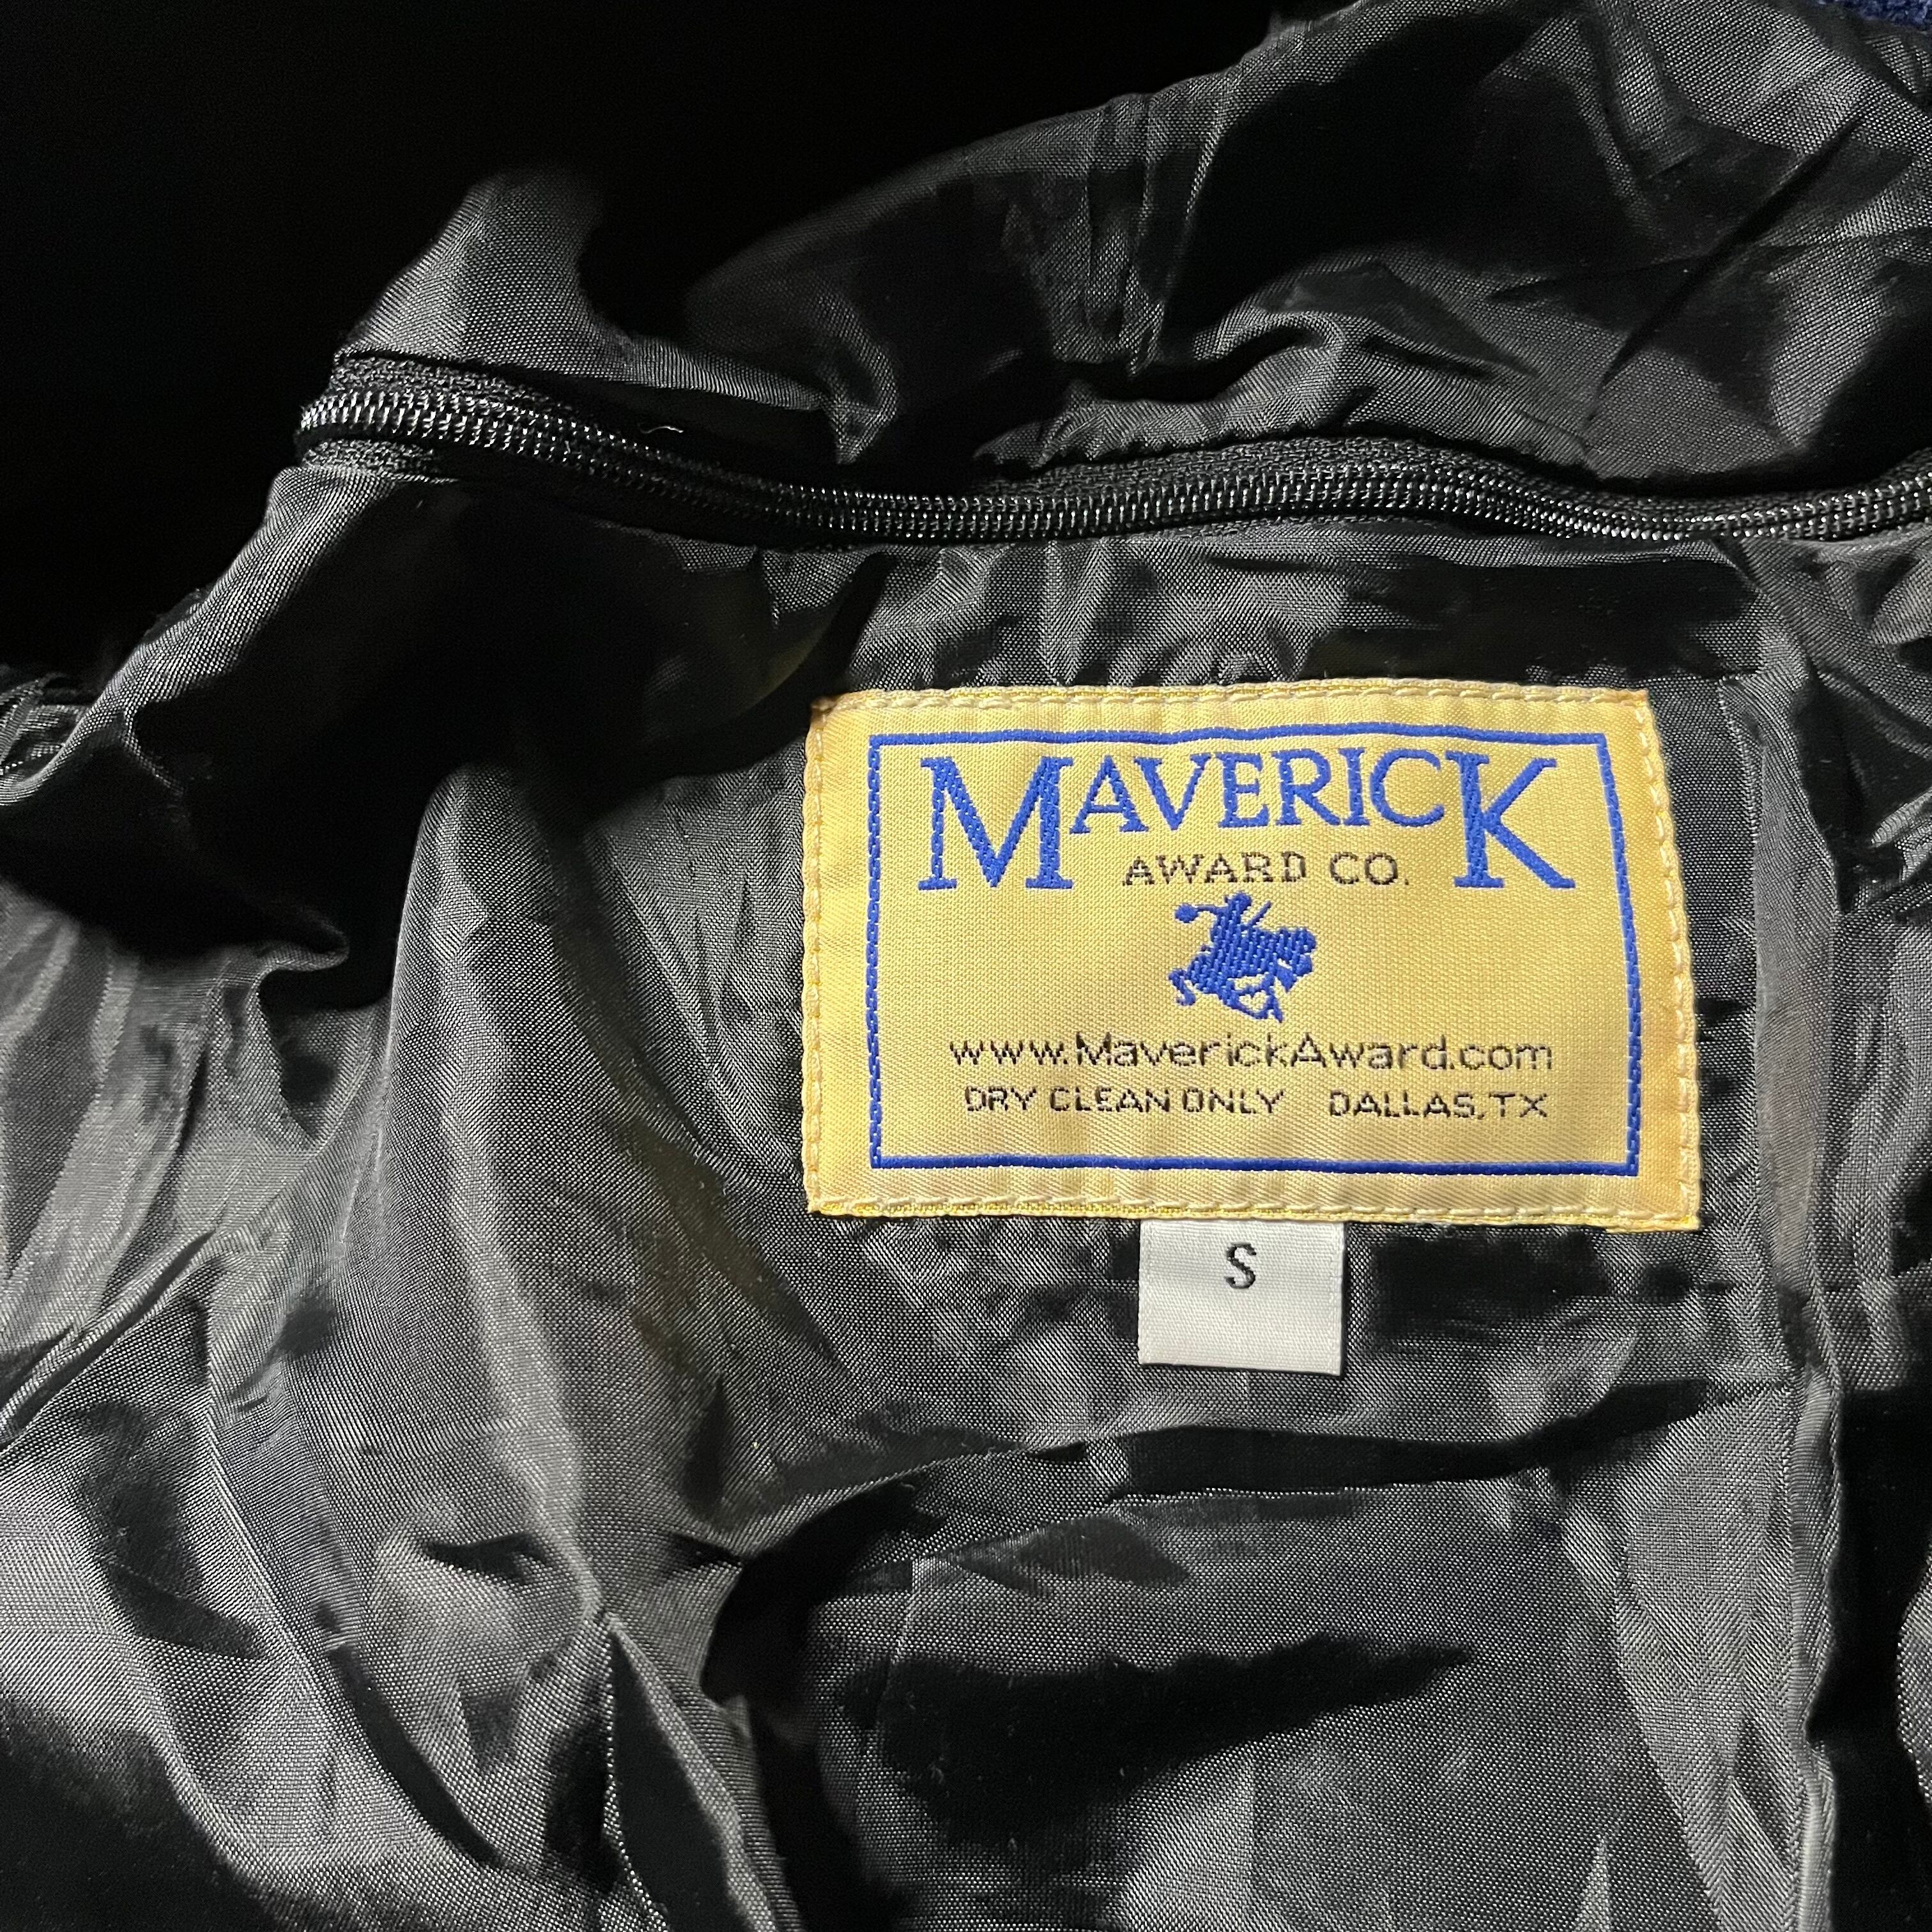 MAVERICK
AWARD CO.
www.MaverickAward.com
DRY CLEAN ONLY DALLAS, TX
S